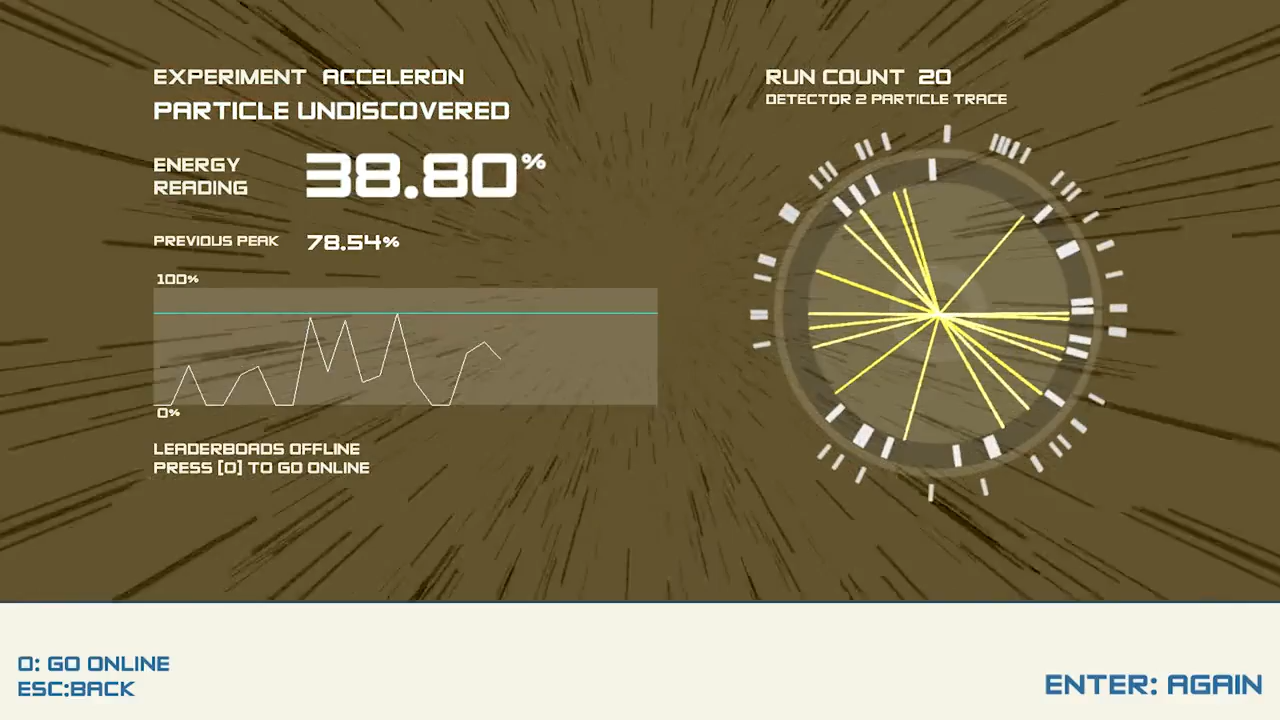 EXPERIMENT ACCELERON
PARTICLE UNDISCOVERED
ENERGY
READING
38.80%
PREVIOUS PEAK 78.54%
100%
0%
LEADERBOADS OFFLINE
PRESS [O] TO GO ONLINE
RUN COUNT 20
DETECTOR 2 PARTICLE TRACE
O: GO ONLINE
ESC:BACK
ENTER: AGAIN